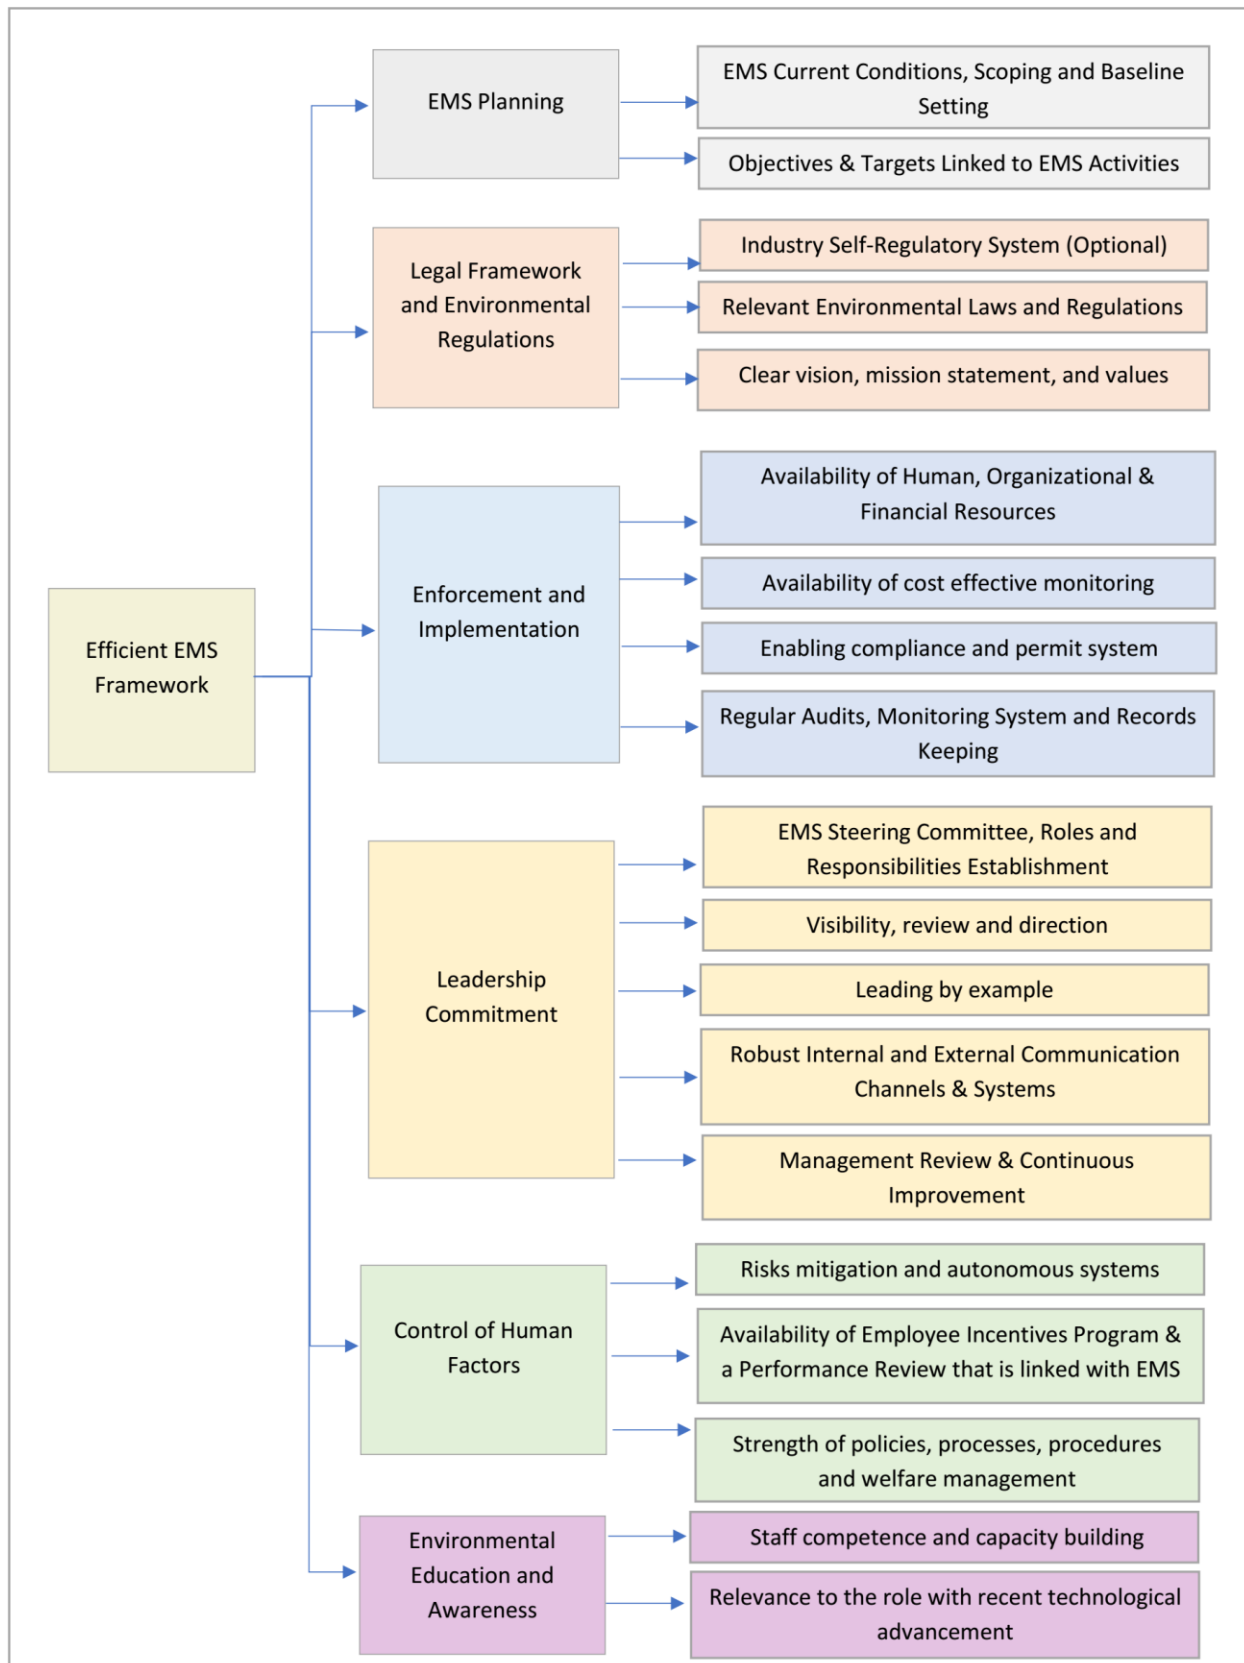 Efficient EMS
Framework
EMS Planning
EMS Current Conditions, Scoping and Baseline
Setting
Objectives & Targets Linked to EMS Activities
Legal Framework
and Environmental
Regulations
Industry Self-Regulatory System (Optional)
Relevant Environmental Laws and Regulations
Clear vision, mission statement, and values
Enforcement and
Implementation
Availability of Human, Organizational &
Financial Resources
Availability of cost effective monitoring
Enabling compliance and permit system
Regular Audits, Monitoring System and Records
Keeping
Leadership
Commitment
EMS Steering Committee, Roles and
Responsibilities Establishment
Visibility, review and direction
Leading by example
Robust Internal and External Communication
Channels & Systems
Management Review & Continuous
Improvement
Control of Human
Factors
Risks mitigation and autonomous systems
Availability of Employee Incentives Program &
a Performance Review that is linked with EMS
Strength of policies, processes, procedures
and welfare management
Environmental
Education and
Awareness
Staff competence and capacity building
Relevance to the role with recent technological
advancement